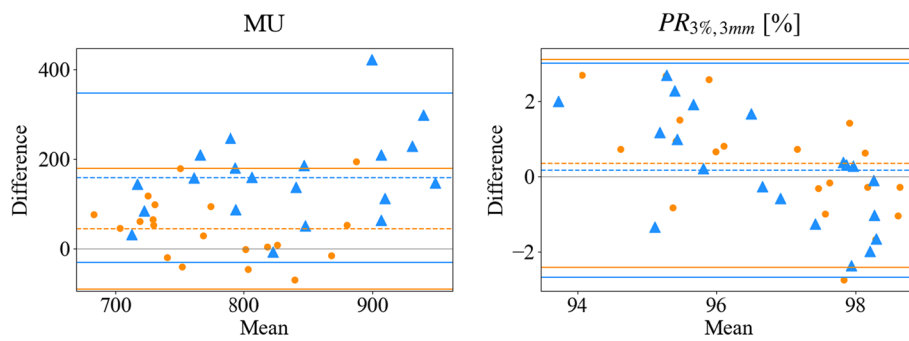 MU
Difference
400
200
0
700
800
900
Mean
PR3%,3mm [%]
Difference
2
0
−2
94
96
98
Mean